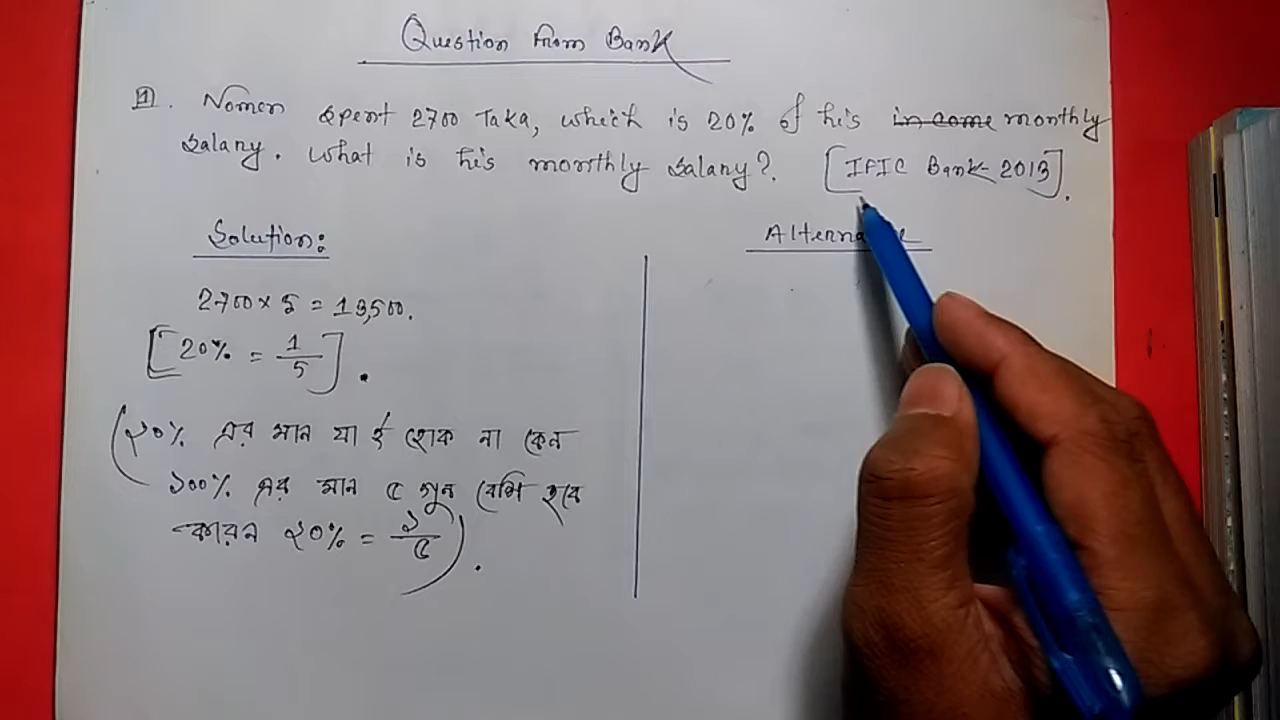 Question From Bank
1. Nomen spent 2700 Taka, which is 20% of his in come monthly
salary. What is his monthly salary? [IFIC Bank-2013].
Solution:
Alterna
2700 × 5 = 13,500.
[20% = 1/5].
(২০% এর মান যা ই হোক না কেন
১০০% এর মান ৫ গুন বেশি হবে
কারন ২০% = ১/৫).